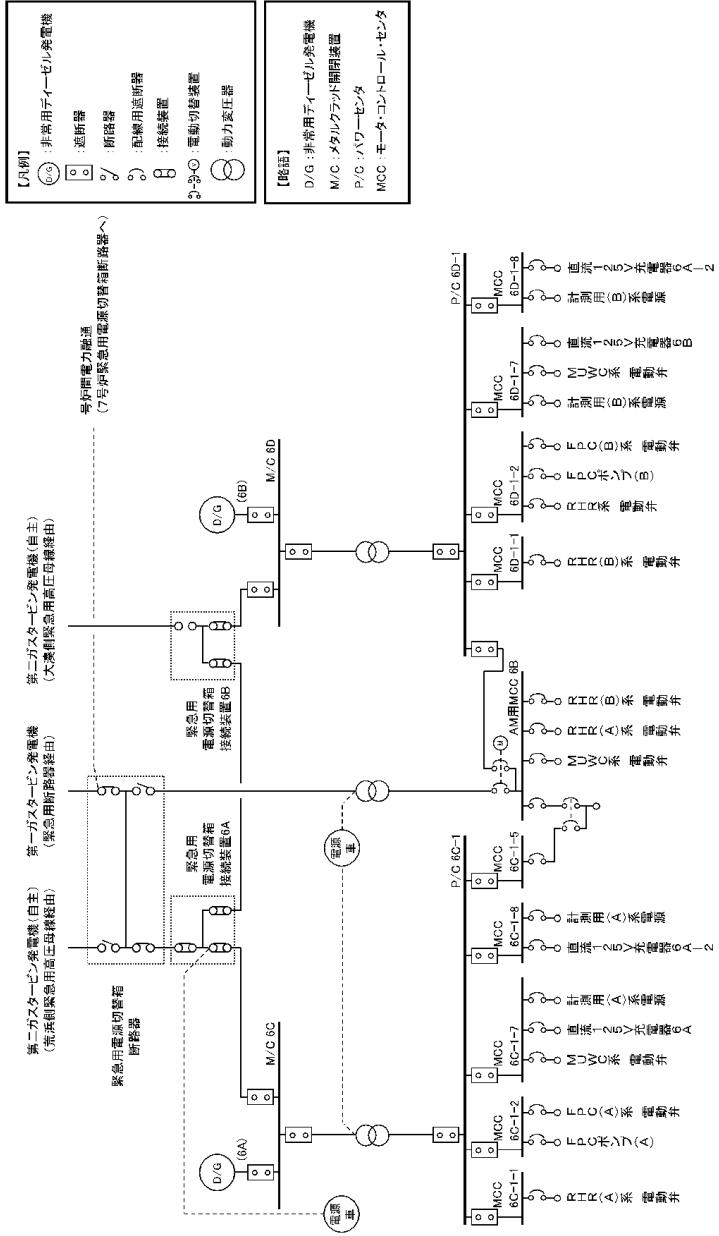 【凡例】
D/G :非常用ディーゼル発電機
:遮断器
:断路器
:配線用遮断器
:接続装置
:電動切替装置
:動力変圧器
【略語】
D/G :非常用ディーゼル発電機
M/C :メタルクラッド開閉装置
P/C :パワーセンタ
MCC :モータ・コントロール・センタ
第二ガスタービン発電機(自主)
(荒浜側緊急用高圧母線経由)
第一ガスタービン発電機
(緊急用断路器経由)
第二ガスタービン発電機(自主)
(大湊側緊急用高圧母線経由)
号炉間電力融通
(7号炉緊急用電源切替箱断路器へ)
緊急用電源切替箱
断路器
緊急用
電源切替箱
接続装置6A
緊急用
電源切替箱
接続装置6B
D/G
(6A)
M/C 6C
D/G
(6B)
M/C 6D
電源
車
電源
車
P/C 6C-1
P/C 6D-1
MCC
6C-1-1
MCC
6C-1-2
MCC
6C-1-7
MCC
6C-1-8
MCC
6C-1-5
AM用MCC 6B
MCC
6D-1-1
MCC
6D-1-2
MCC
6D-1-7
MCC
6D-1-8
M
RHR(A)系 電動弁
FPCポンプ(A)
FPC(A)系 電動弁
MUWC系 電動弁
直流125V充電器6A
計測用(A)系電源
直流125V充電器6A-2
計測用(A)系電源
MUWC系 電動弁
RHR(A)系 電動弁
RHR(B)系 電動弁
RHR(B)系 電動弁
RHR系 電動弁
FPCポンプ(B)
FPC(B)系 電動弁
計測用(B)系電源
MUWC系 電動弁
直流125V充電器6B
計測用(B)系電源
直流125V充電器6A-2